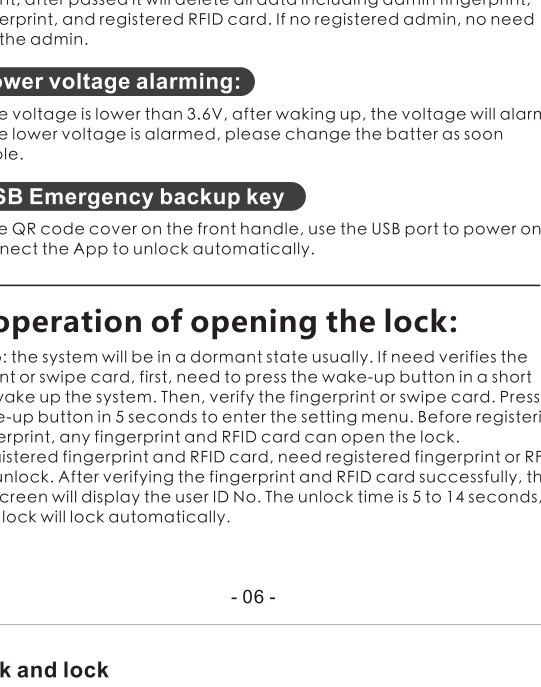 after passed it will delete all data including admin fingerprint,
erprint, and registered RFID card. If no registered admin, no need
the admin.
ower voltage alarming:
e voltage is lower than 3.6V, after waking up, the voltage will alarm
e lower voltage is alarmed, please change the batter as soon
ble.
SB Emergency backup key
e QR code cover on the front handle, use the USB port to power on
nnect the App to unlock automatically.
operation of opening the lock:
: the system will be in a dormant state usually. If need verifies the
nt or swipe card, first, need to press the wake-up button in a short
wake up the system. Then, verify the fingerprint or swipe card. Press
e-up button in 5 seconds to enter the setting menu. Before registeri
erprint, any fingerprint and RFID card can open the lock.
istered fingerprint and RFID card, need registered fingerprint or RF
unlock. After verifying the fingerprint and RFID card successfully, th
screen will display the user ID No. The unlock time is 5 to 14 seconds,
lock will lock automatically.
- 06 -
k and lock